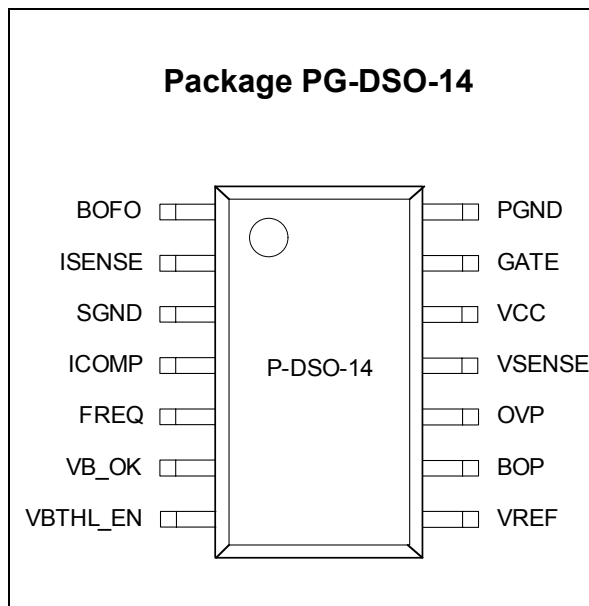 Package PG-DSO-14
BOFO PGND
ISENSE GATE
SGND VCC
ICOMP P-DSO-14 VSENSE
FREQ OVP
VB_OK BOP
VBTHL_EN VREF